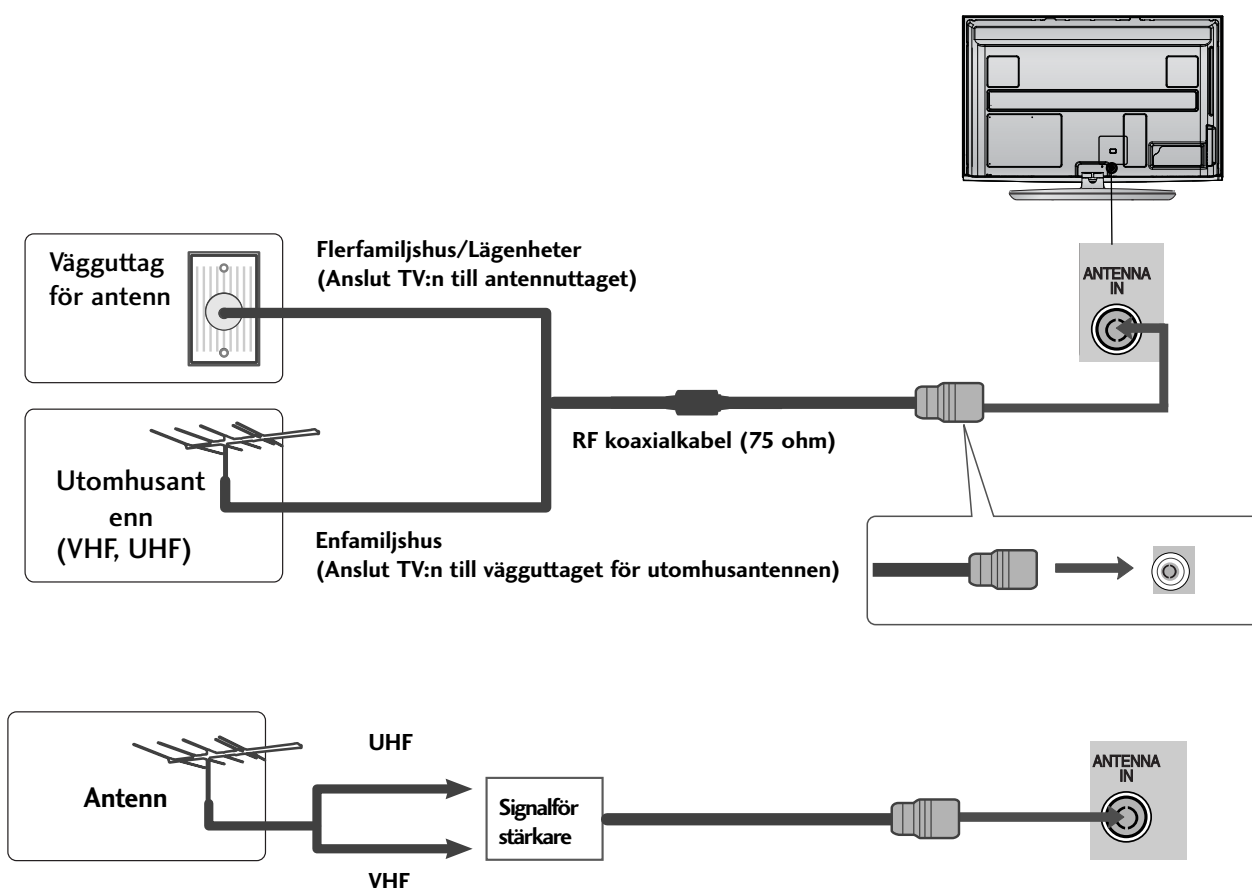 Vägguttag
för antenn
Flerfamiljshus/Lägenheter
(Anslut TV:n till antennuttaget)
ANTENNA
IN
RF koaxialkabel (75 ohm)
Utomhusant
enn
(VHF, UHF)
Enfamiljshus
(Anslut TV:n till vägguttaget för utomhusantennen)
Antenn
UHF
VHF
Signalför
stärkare
ANTENNA
IN